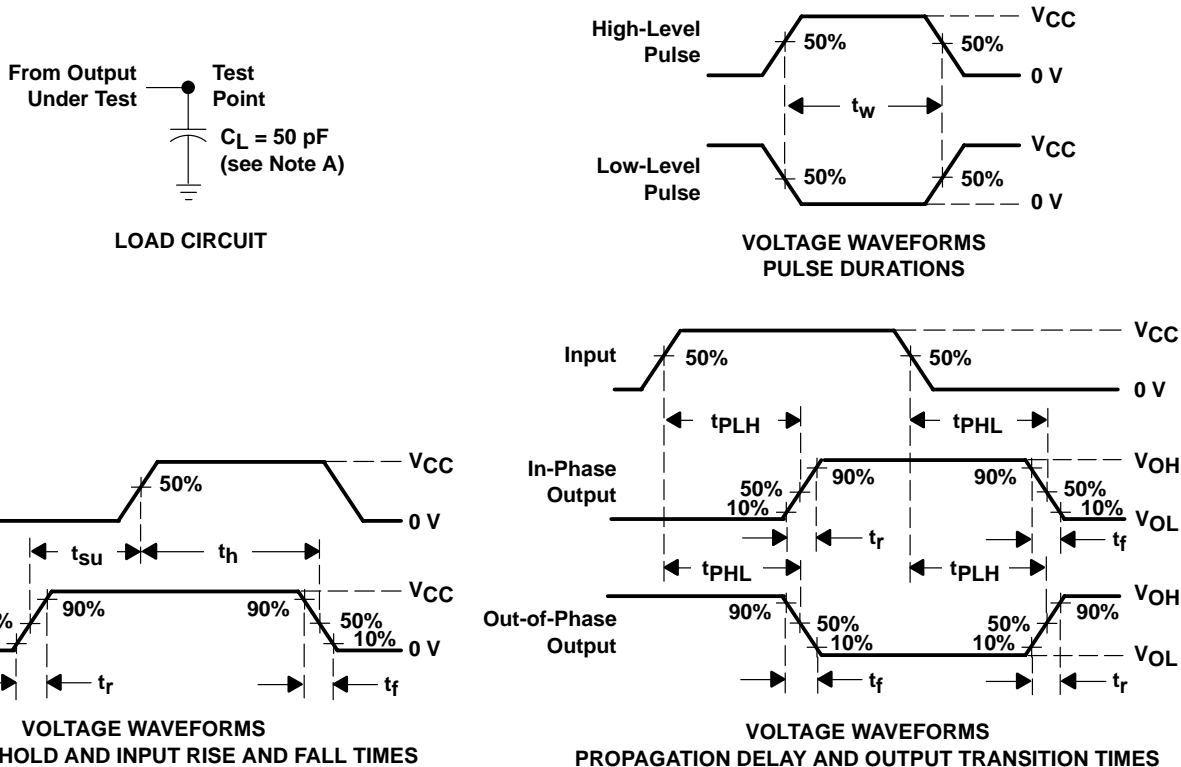 From Output
Under Test
Test
Point
CL = 50 pF
(see Note A)
LOAD CIRCUIT
High-Level
Pulse
50%
50%
VCC
0 V
tw
Low-Level
Pulse
50%
50%
VCC
0 V
VOLTAGE WAVEFORMS
PULSE DURATIONS
50%
VCC
0 V
tsu
th
90%
90%
50%
10%
VCC
0 V
tr
tf
VOLTAGE WAVEFORMS
HOLD AND INPUT RISE AND FALL TIMES
Input
50%
50%
VCC
0 V
tPLH
tPHL
In-Phase
Output
50%
10%
90%
90%
50%
10%
VOH
VOL
tr
tf
tPHL
tPLH
Out-of-Phase
Output
90%
50%
10%
50%
10%
90%
VOH
VOL
tf
tr
VOLTAGE WAVEFORMS
PROPAGATION DELAY AND OUTPUT TRANSITION TIMES